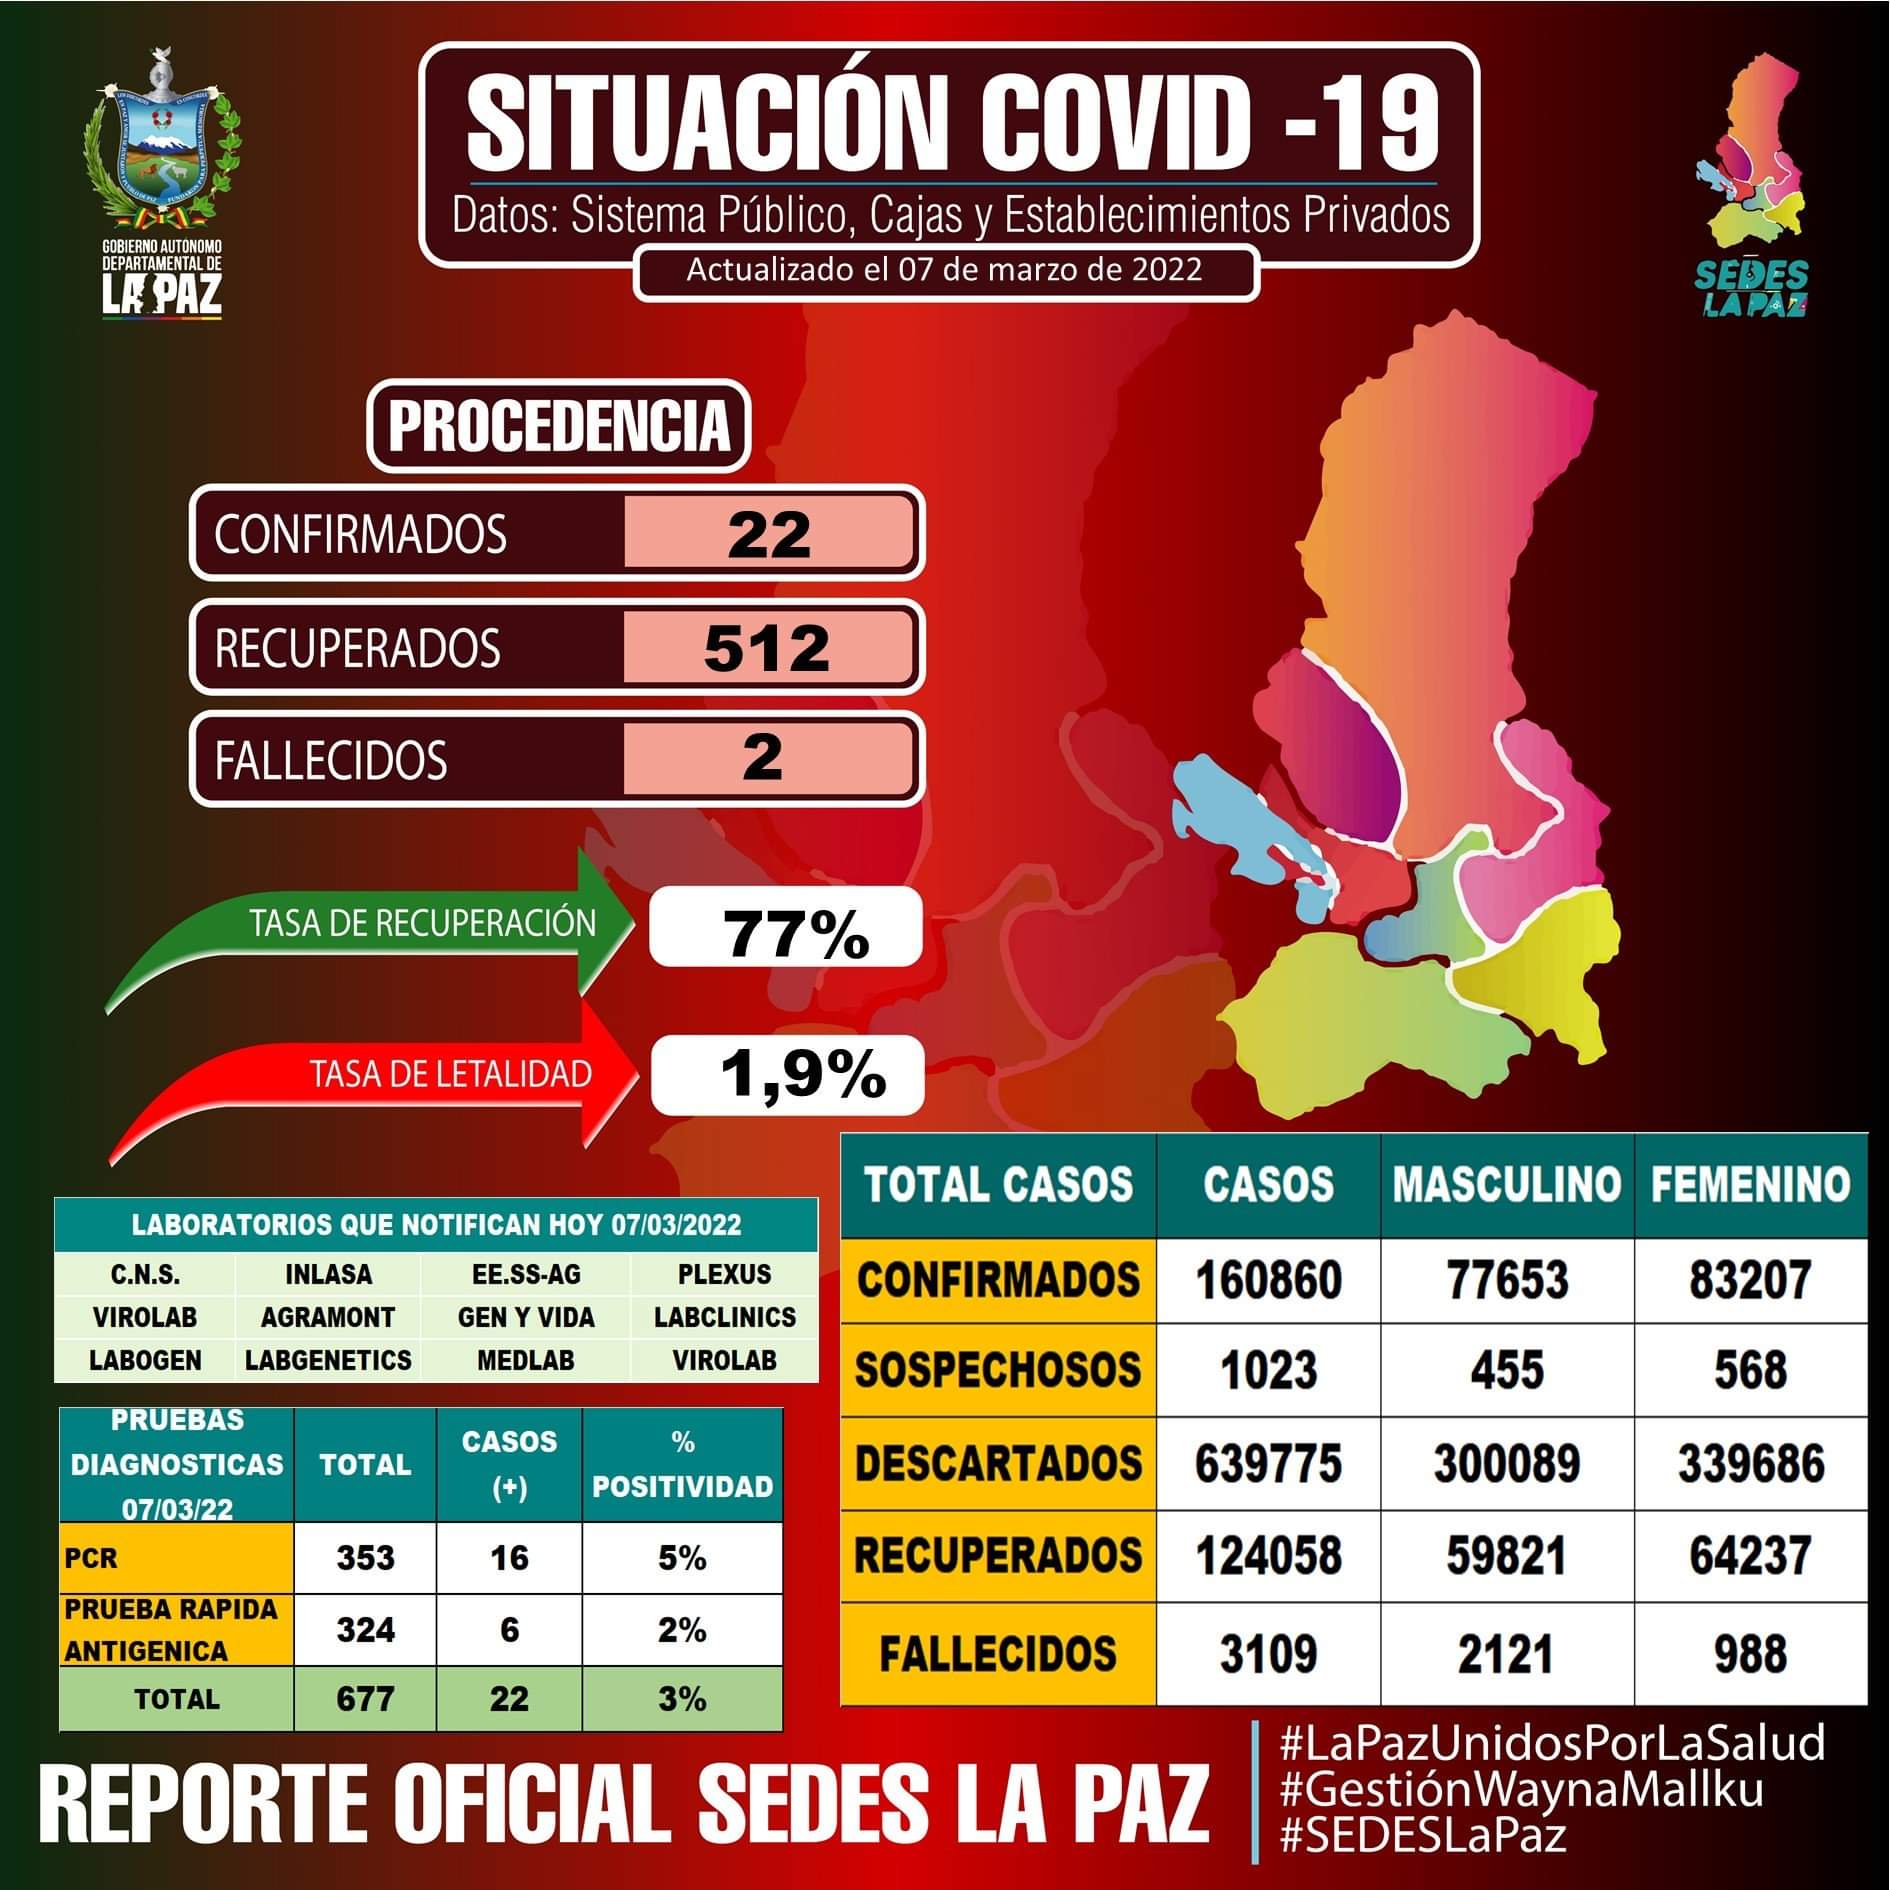 SITUACIÓN COVID -19
Datos: Sistema Público, Cajas y Establecimientos Privados
Actualizado el 07 de marzo de 2022
GOBIERNO AUTÓNOMO
DEPARTAMENTAL DE
LA PAZ
SEDES
LA PAZ
PROCEDENCIA
CONFIRMADOS 22
RECUPERADOS 512
FALLECIDOS 2
TASA DE RECUPERACIÓN 77%
TASA DE LETALIDAD 1,9%
LABORATORIOS QUE NOTIFICAN HOY 07/03/2022
C.N.S. INLASA EE.SS-AG PLEXUS
VIROLAB AGRAMONT GEN Y VIDA LABCLINICS
LABOGEN LABGENETICS MEDLAB VIROLAB
PRUEBAS
DIAGNOSTICAS
07/03/22
TOTAL
CASOS
(+)
%
POSITIVIDAD
PCR 353 16 5%
PRUEBA RAPIDA
ANTIGENICA
324 6 2%
TOTAL 677 22 3%
TOTAL CASOS CASOS MASCULINO FEMENINO
CONFIRMADOS 160860 77653 83207
SOSPECHOSOS 1023 455 568
DESCARTADOS 639775 300089 339686
RECUPERADOS 124058 59821 64237
FALLECIDOS 3109 2121 988
REPORTE OFICIAL SEDES LA PAZ
#LaPazUnidosPorLaSalud
#GestiónWaynaMallku
#SEDESLaPaz